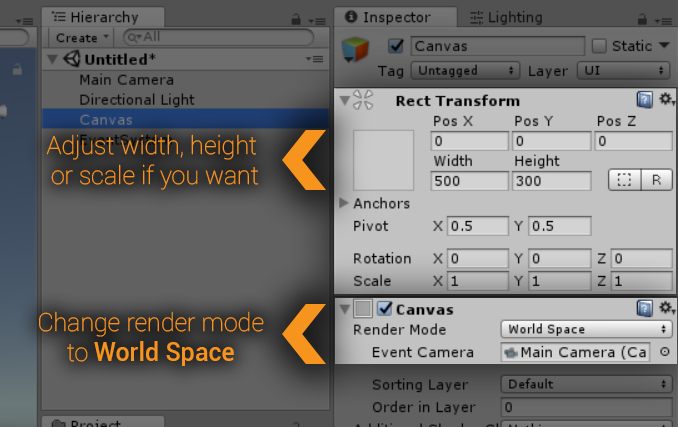 Hierarchy
Create
All
Untitled*
Main Camera
Directional Light
Canvas
EventSystem
Adjust width, height
or scale if you want
Change render mode
to World Space
Project
Inspector
Lighting
Canvas
Static
Tag Untagged Layer UI
Rect Transform
Pos X Pos Y Pos Z
0 0 0
Width Height
500 300
R
Anchors
Pivot X 0.5 Y 0.5
Rotation X 0 Y 0 Z 0
Scale X 1 Y 1 Z 1
Canvas
Render Mode World Space
Event Camera Main Camera (Ca
Sorting Layer Default
Order in Layer 0